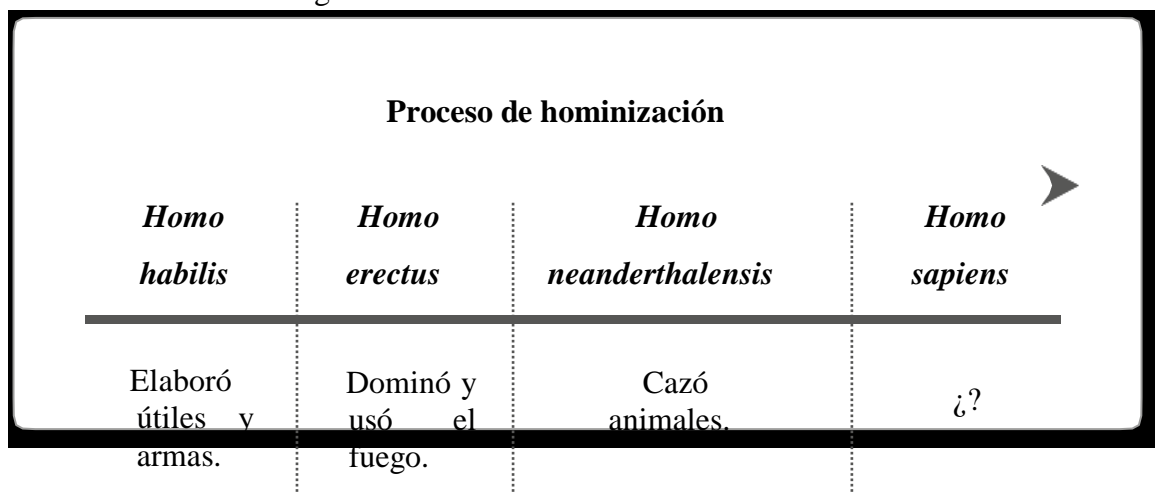 Proceso de hominización
Homo
habilis
Homo
erectus
Homo
neanderthalensis
Homo
sapiens
Elaboró
útiles y
armas.
Dominó y
usó el
fuego.
Cazó
animales.
¿?